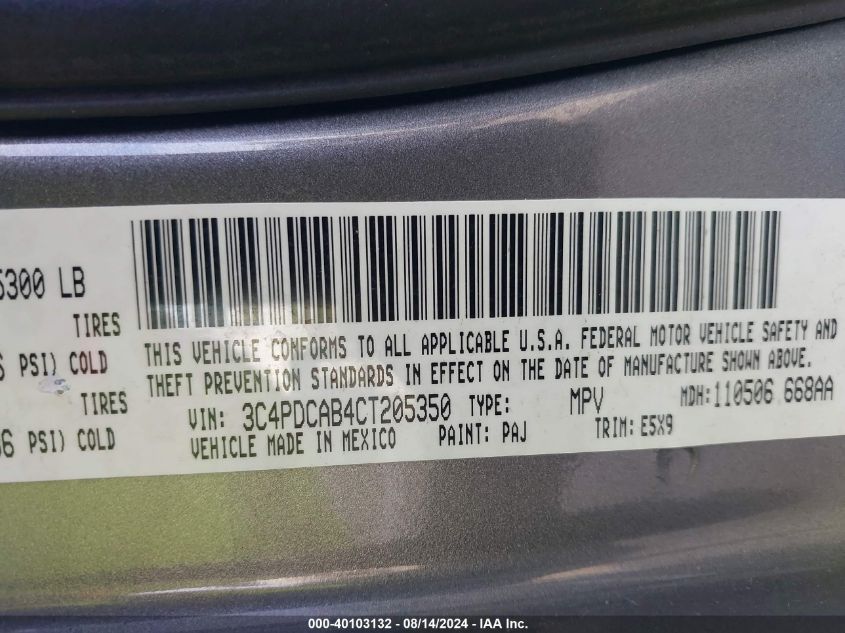 5300 LB
TIRES
PSI) COLD
TIRES
36 PSI) COLD
THIS VEHICLE CONFORMS TO ALL APPLICABLE U.S.A. FEDERAL MOTOR VEHICLE SAFETY AND
THEFT PREVENTION STANDARDS IN EFFECT ON THE DATE OF MANUFACTURE SHOWN ABOVE.
VIN: 3C4PDCAB4CT205350 TYPE: MPV MDH: 110506 668AA
VEHICLE MADE IN MEXICO PAINT: PAJ TRIM: E5X9
000-40103132 - 08/14/2024 - IAA Inc.